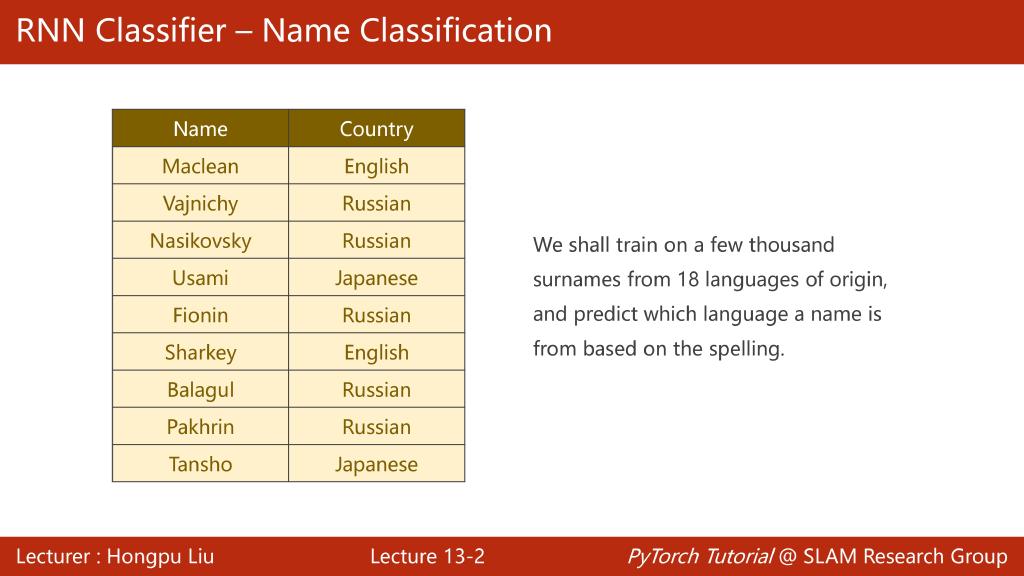 RNN Classifier – Name Classification
Name Country
Maclean English
Vajnichy Russian
Nasikovsky Russian
Usami Japanese
Fionin Russian
Sharkey English
Balagul Russian
Pakhrin Russian
Tansho Japanese
We shall train on a few thousand
surnames from 18 languages of origin,
and predict which language a name is
from based on the spelling.
Lecturer : Hongpu Liu Lecture 13-2 PyTorch Tutorial @ SLAM Research Group